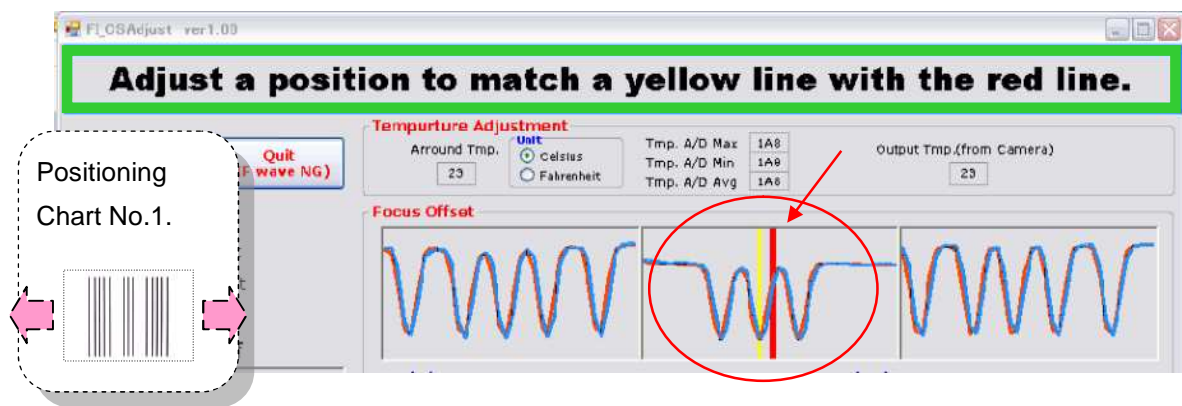 FI_CSAdjust ver1.00
Adjust a position to match a yellow line with the red line.
Positioning
Chart No.1.
Quit
wave NG)
Tempurture Adjustment
Arround Tmp.
23
Unit
Celsius
Fahrenheit
Tmp. A/D Max 1A8
Tmp. A/D Min
Tmp. A/D Avg
Output Tmp.(from Camera)
23
Focus Offset